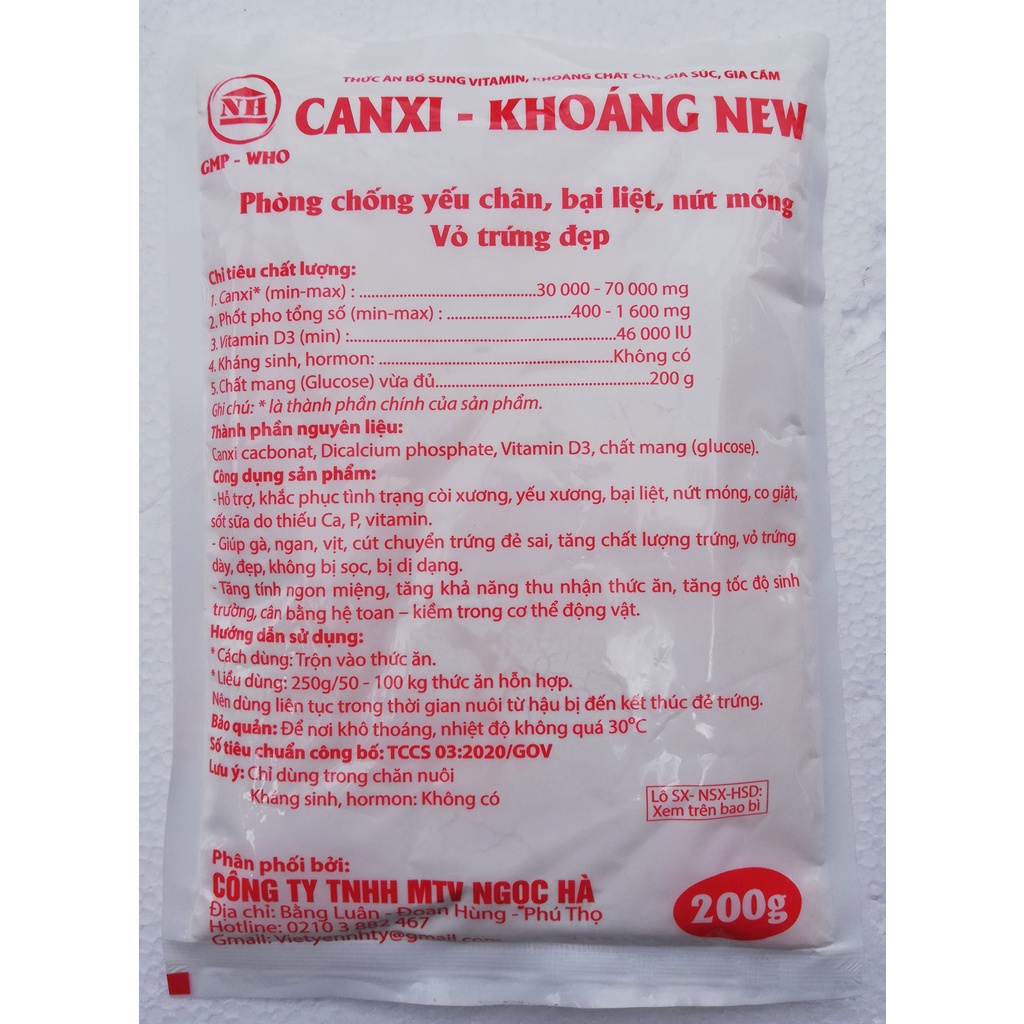 THỨC ĂN BỔ SUNG VITAMIN, KHOÁNG CHẤT CHO GIA SÚC, GIA CẦM
NH
CANXI - KHOÁNG NEW
GMP - WHO
Phòng chống yếu chân, bại liệt, nứt móng
Vỏ trứng đẹp
Chỉ tiêu chất lượng:
1. Canxi* (min-max) : ............................................30 000 - 70 000 mg
2. Phốt pho tổng số (min-max) : ...............................400 - 1 600 mg
3. Vitamin D3 (min) :..................................................................46 000 IU
4. Kháng sinh, hormon: ..........................................................Không có
5. Chất mang (Glucose) vừa đủ.....................................................200 g
Ghi chú: * là thành phần chính của sản phẩm.
Thành phần nguyên liệu:
Canxi cacbonat, Dicalcium phosphate, Vitamin D3, chất mang (glucose).
Công dụng sản phẩm:
- Hỗ trợ, khắc phục tình trạng còi xương, yếu xương, bại liệt, nứt móng, co giật,
sốt sữa do thiếu Ca, P, vitamin.
- Giúp gà, ngan, vịt, cút chuyển trứng đẻ sai, tăng chất lượng trứng, vỏ trứng
dày, đẹp, không bị sọc, bị dị dạng.
- Tăng tính ngon miệng, tăng khả năng thu nhận thức ăn, tăng tốc độ sinh
trưởng, cân bằng hệ toan – kiềm trong cơ thể động vật.
Hướng dẫn sử dụng:
* Cách dùng: Trộn vào thức ăn.
* Liều dùng: 250g/50 - 100 kg thức ăn hỗn hợp.
Nên dùng liên tục trong thời gian nuôi từ hậu bị đến kết thúc đẻ trứng.
Bảo quản: Để nơi khô thoáng, nhiệt độ không quá 30°C
Số tiêu chuẩn công bố: TCCS 03:2020/GOV
Lưu ý: Chỉ dùng trong chăn nuôi
Kháng sinh, hormon: Không có
Lô SX- NSX-HSD:
Xem trên bao bì
Phân phối bởi:
CÔNG TY TNHH MTV NGỌC HÀ
Địa chỉ: Bằng Luân - Đoan Hùng - Phú Thọ
Hotline: 0210 3 882 467
Gmail: Vietyennhty@gmail.com
200g